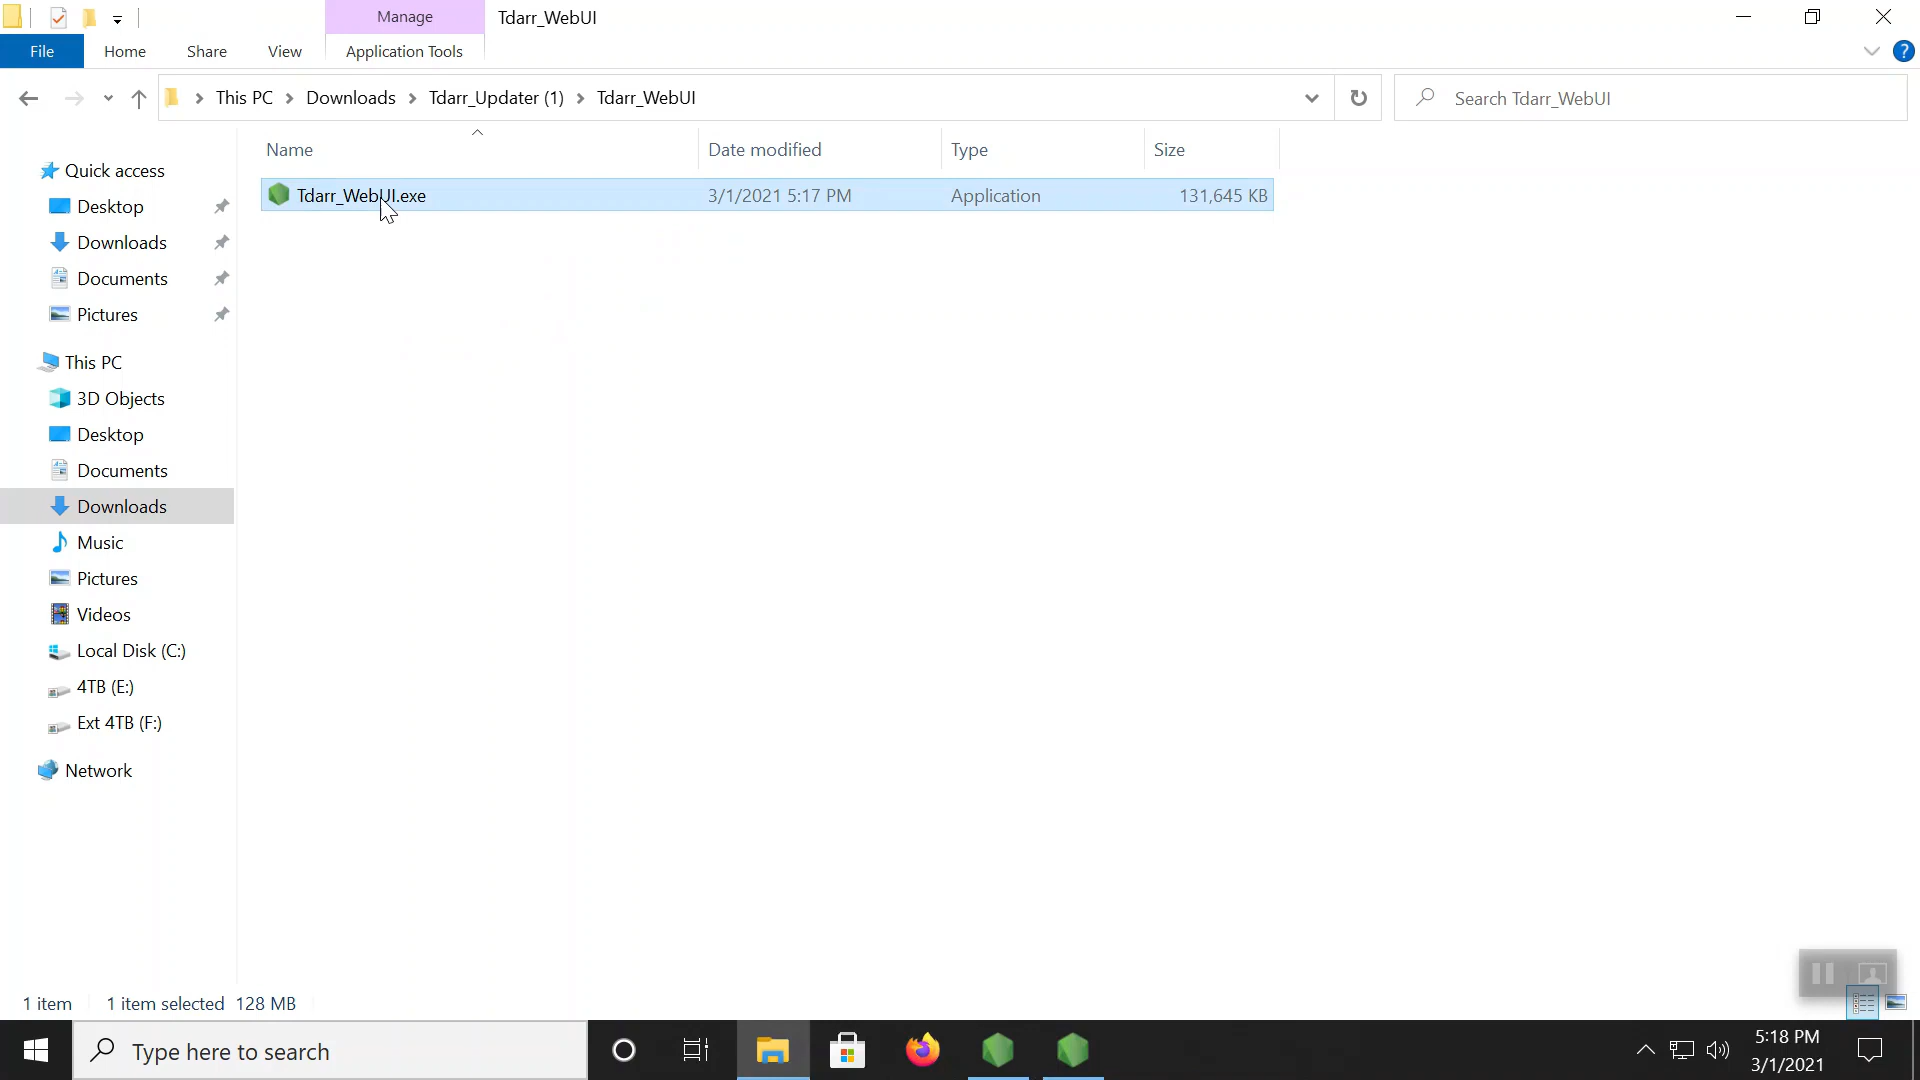 Manage
Tdarr_WebUI
File
Home
Share
View
Application Tools
?
This PC
Downloads
Tdarr_Updater (1)
Tdarr_WebUI
Search Tdarr_WebUI
Name
Date modified
Type
Size
Tdarr_WebUI.exe
3/1/2021 5:17 PM
Application
131,645 KB
Quick access
Desktop
Downloads
Documents
Pictures
This PC
3D Objects
Desktop
Documents
Downloads
Music
Pictures
Videos
Local Disk (C:)
4TB (E:)
Ext 4TB (F:)
Network
1 item
1 item selected 128 MB
Type here to search
5:18 PM
3/1/2021